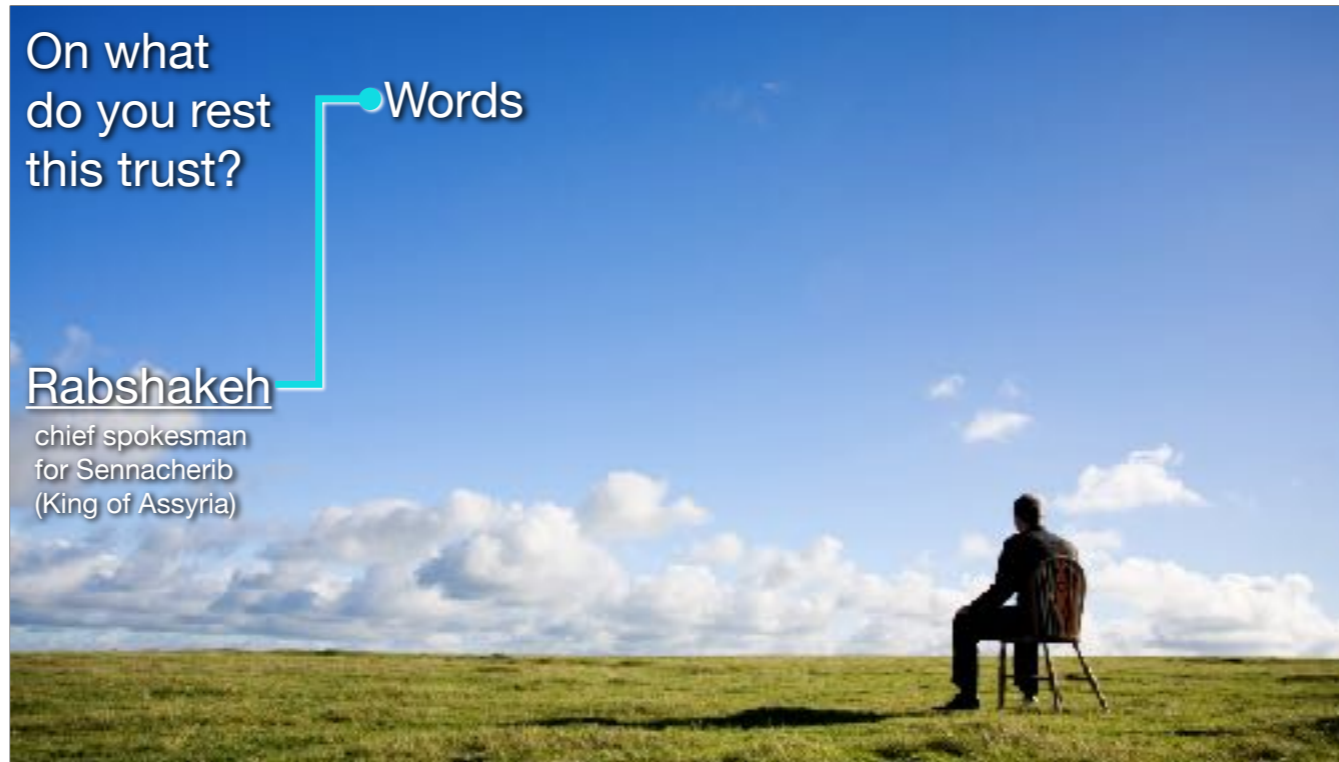 On what
do you rest
this trust?
Words
Rabshakeh
chief spokesman
for Sennacherib
(King of Assyria)